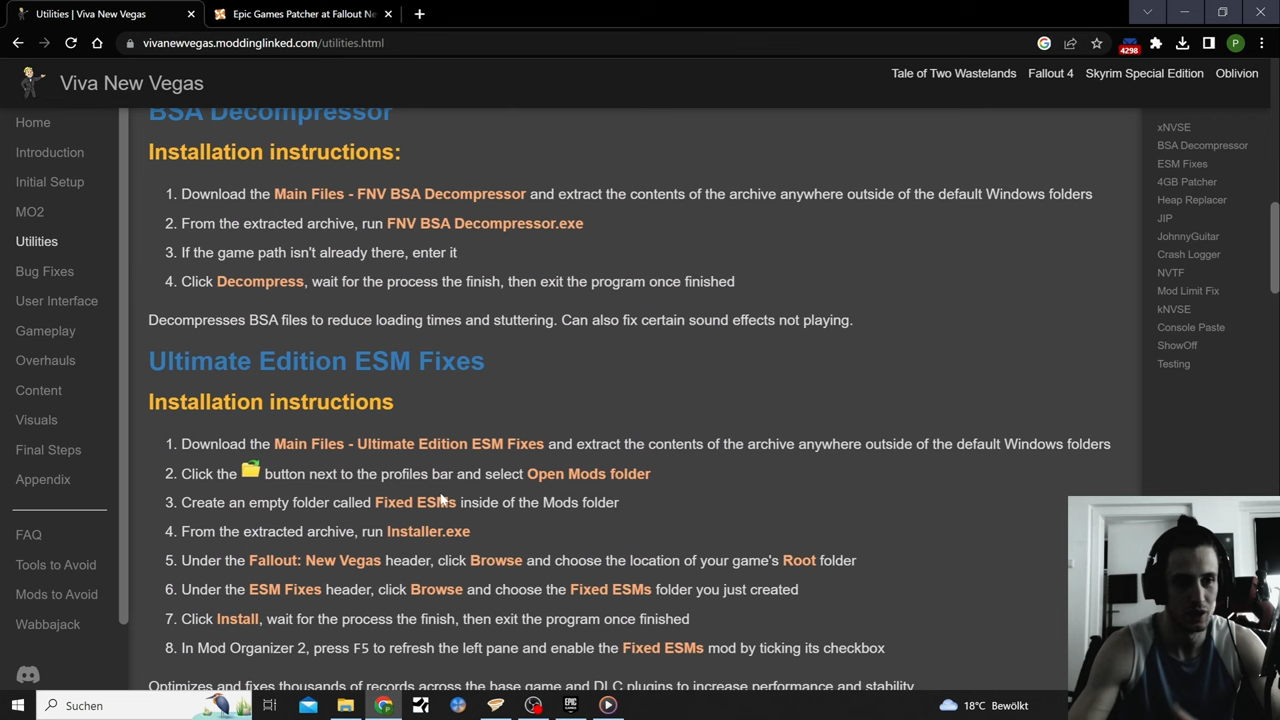 Utilities | Viva New Vegas
Epic Games Patcher at Fallout Ne
vivanewvegas.moddinglinked.com/utilities.html
4298
P
Viva New Vegas
Tale of Two Wastelands
Fallout 4
Skyrim Special Edition
Oblivion
Home
Introduction
Initial Setup
MO2
Utilities
Bug Fixes
User Interface
Gameplay
Overhauls
Content
Visuals
Final Steps
Appendix
FAQ
Tools to Avoid
Mods to Avoid
Wabbajack
BSA Decompressor
Installation instructions:
1. Download the Main Files - FNV BSA Decompressor and extract the contents of the archive anywhere outside of the default Windows folders
2. From the extracted archive, run FNV BSA Decompressor.exe
3. If the game path isn't already there, enter it
4. Click Decompress, wait for the process the finish, then exit the program once finished
Decompresses BSA files to reduce loading times and stuttering. Can also fix certain sound effects not playing.
Ultimate Edition ESM Fixes
Installation instructions
1. Download the Main Files - Ultimate Edition ESM Fixes and extract the contents of the archive anywhere outside of the default Windows folders
2. Click the button next to the profiles bar and select Open Mods folder
3. Create an empty folder called Fixed ESMs inside of the Mods folder
4. From the extracted archive, run Installer.exe
5. Under the Fallout: New Vegas header, click Browse and choose the location of your game's Root folder
6. Under the ESM Fixes header, click Browse and choose the Fixed ESMs folder you just created
7. Click Install, wait for the process the finish, then exit the program once finished
8. In Mod Organizer 2, press F5 to refresh the left pane and enable the Fixed ESMs mod by ticking its checkbox
Optimizes and fixes thousands of records across the base game and DLC plugins to increase performance and stability
xNVSE
BSA Decompressor
ESM Fixes
4GB Patcher
Heap Replacer
JIP
JohnnyGuitar
Crash Logger
NVTF
Mod Limit Fix
kNVSE
Console Paste
ShowOff
Testing
Suchen
EPIC
18°C Bewölkt